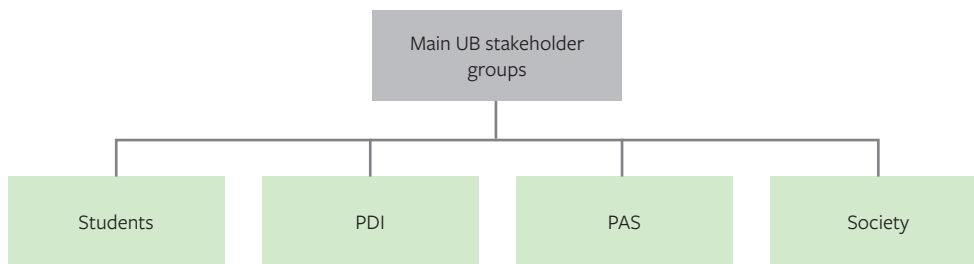 Main UB stakeholder
groups
Students
PDI
PAS
Society